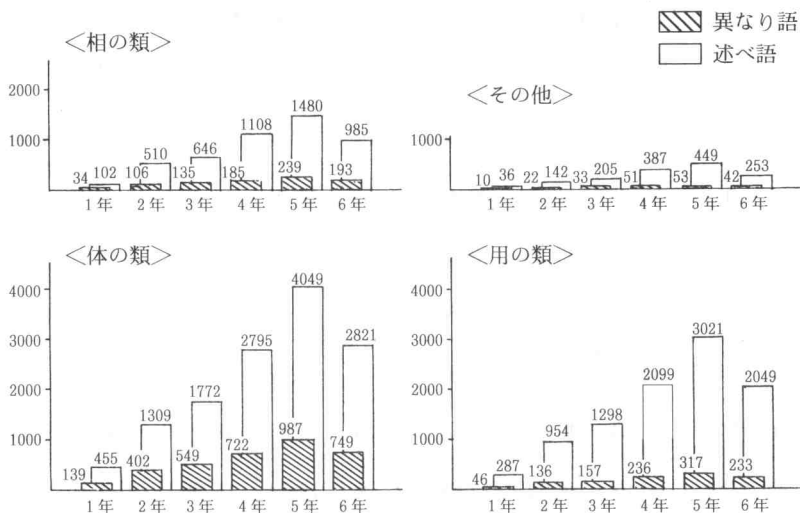 異なり語
述べ語
<相の類>
2000
1000
34 102 106 510 135 646 185 1108 239 1480 193 985
1年 2年 3年 4年 5年 6年
<その他>
1000
10 36 22 142 33 205 51 387 53 449 42 253
1年 2年 3年 4年 5年 6年
<体の類>
4000
3000
2000
1000
139 455 402 1309 549 1772 722 2795 987 4049 749 2821
1年 2年 3年 4年 5年 6年
<用の類>
4000
3000
2000
1000
46 287 136 954 157 1298 236 2099 317 3021 233 2049
1年 2年 3年 4年 5年 6年